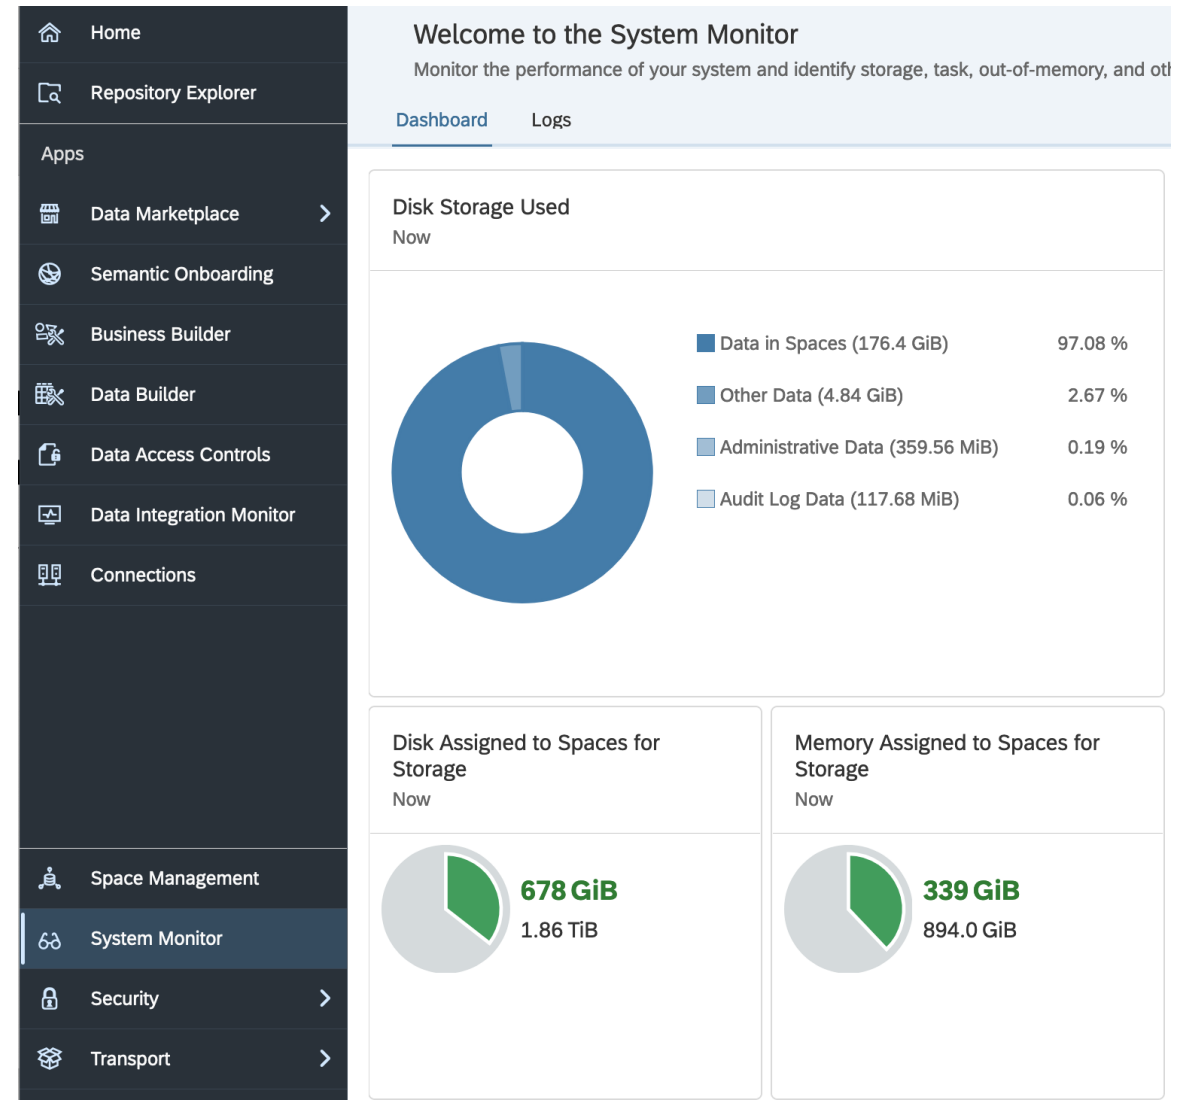 Home
Repository Explorer
Apps
Data Marketplace
Semantic Onboarding
Business Builder
Data Builder
Data Access Controls
Data Integration Monitor
Connections
Space Management
System Monitor
Security
Transport
Welcome to the System Monitor
Monitor the performance of your system and identify storage, task, out-of-memory, and
Dashboard Logs
Disk Storage Used
Now
Data in Spaces (176.4 GiB) 97.08 %
Other Data (4.84 GiB) 2.67 %
Administrative Data (359.56 MiB) 0.19 %
Audit Log Data (117.68 MiB) 0.06 %
Disk Assigned to Spaces for
Storage
Now
678 GiB
1.86 TiB
Memory Assigned to Spaces for
Storage
Now
339 GiB
894.0 GiB